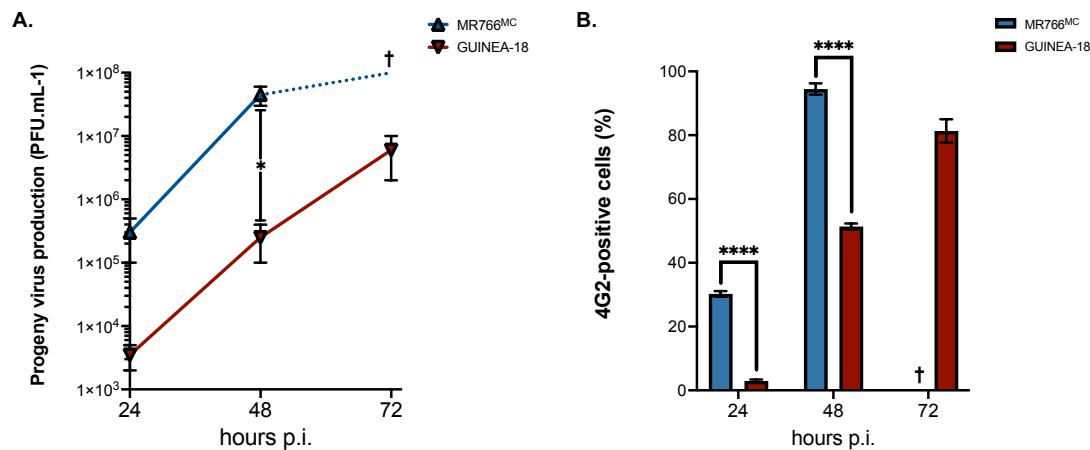 A.
MR766ᴹᶜ
GUINEA-18
Progeny virus production (PFU.mL-1)
1×10⁸
1×10⁷
1×10⁶
1×10⁵
1×10⁴
1×10³
†
*
24
48
72
hours p.i.
B.
MR766ᴹᶜ
GUINEA-18
4G2-positive cells (%)
100
80
60
40
20
0
****
****
†
24
48
72
hours p.i.